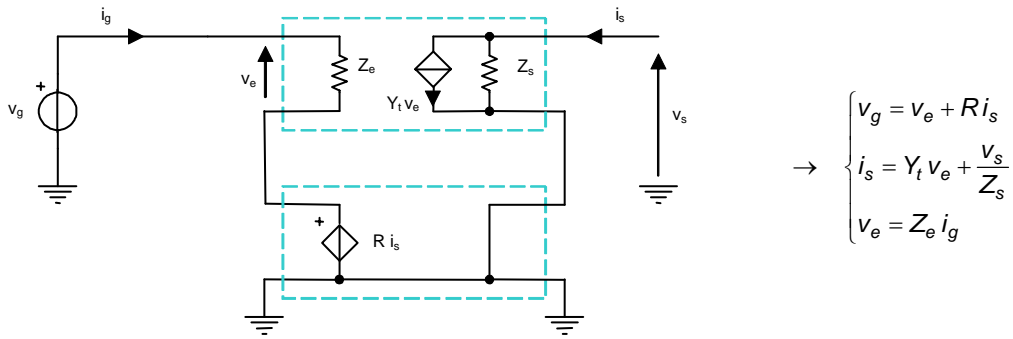 i_g
i_s
+
v_g
v_e
Z_e
Y_t v_e
Z_s
v_s
+
R i_s
→ { v_g = v_e + R i_s
i_s = Y_t v_e + v_s / Z_s
v_e = Z_e i_g